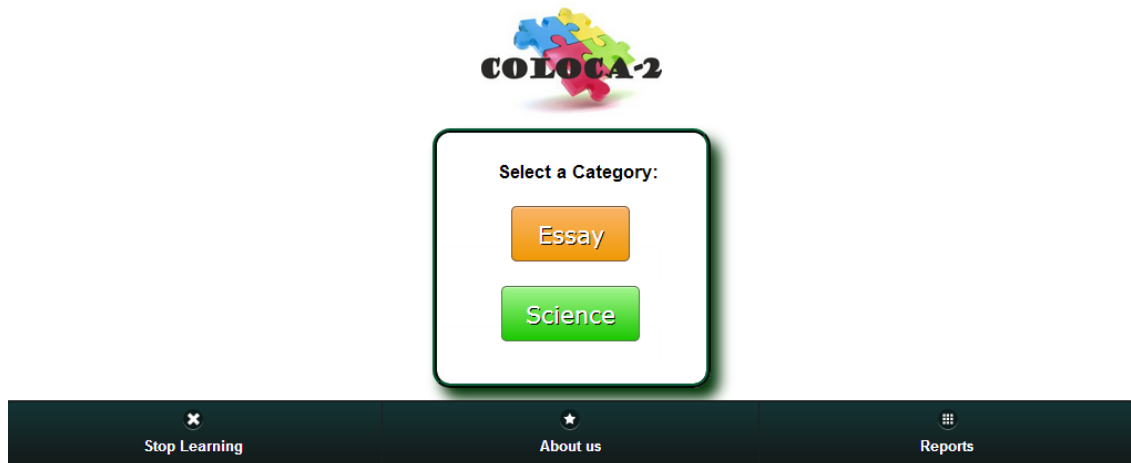 COLOCA-2
Select a Category:
Essay
Science
Stop Learning
About us
Reports